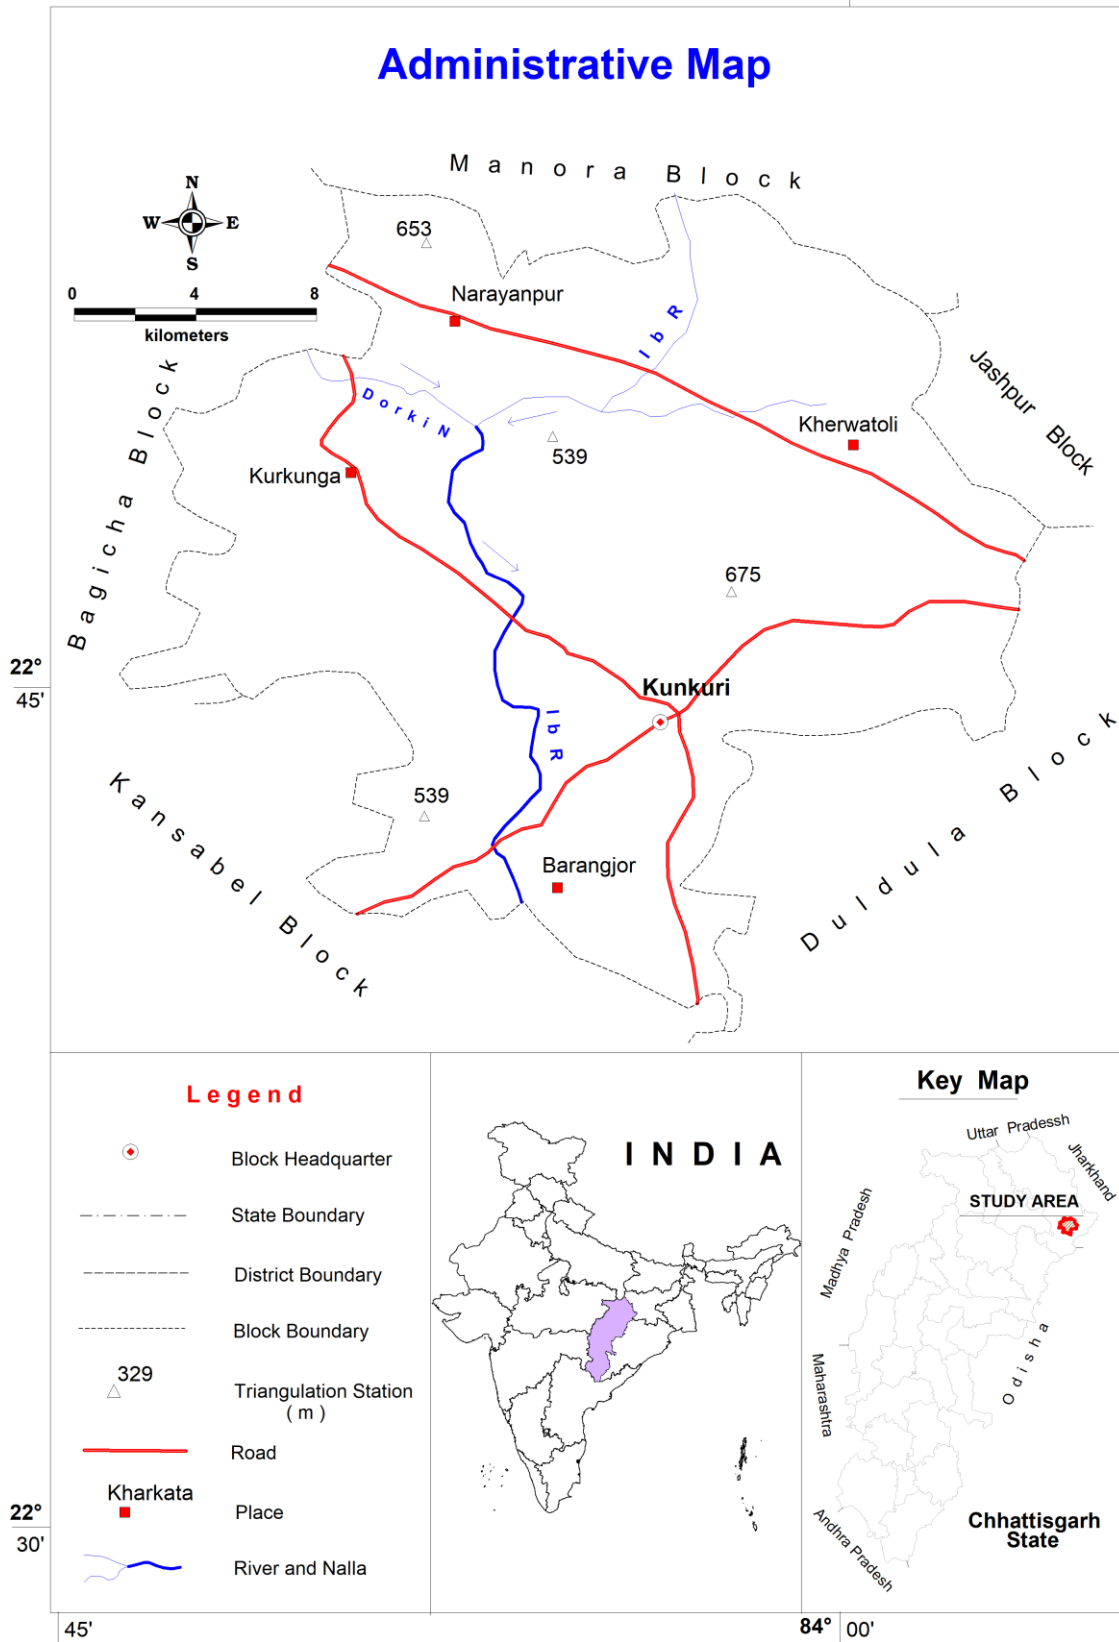 Administrative Map
Manora Block
N
W E
S
653
0 4 8
kilometers
Narayanpur
Ib R
Jashpur Block
Bagicha Block
Dorki N
Kherwatoli
539
Kurkunga
675
22°
45'
Kunkuri
Ib R
Duldula Block
Kansabel Block
539
Barangjor
Legend
Block Headquarter
State Boundary
District Boundary
Block Boundary
329
Triangulation Station
( m )
Road
Kharkata
Place
River and Nalla
INDIA
Key Map
Uttar Pradessh
Jharkhand
STUDY AREA
Madhya Pradesh
Odisha
Maharashtra
Andhra Pradesh
Chhattisgarh
State
22°
30'
45'
84° 00'